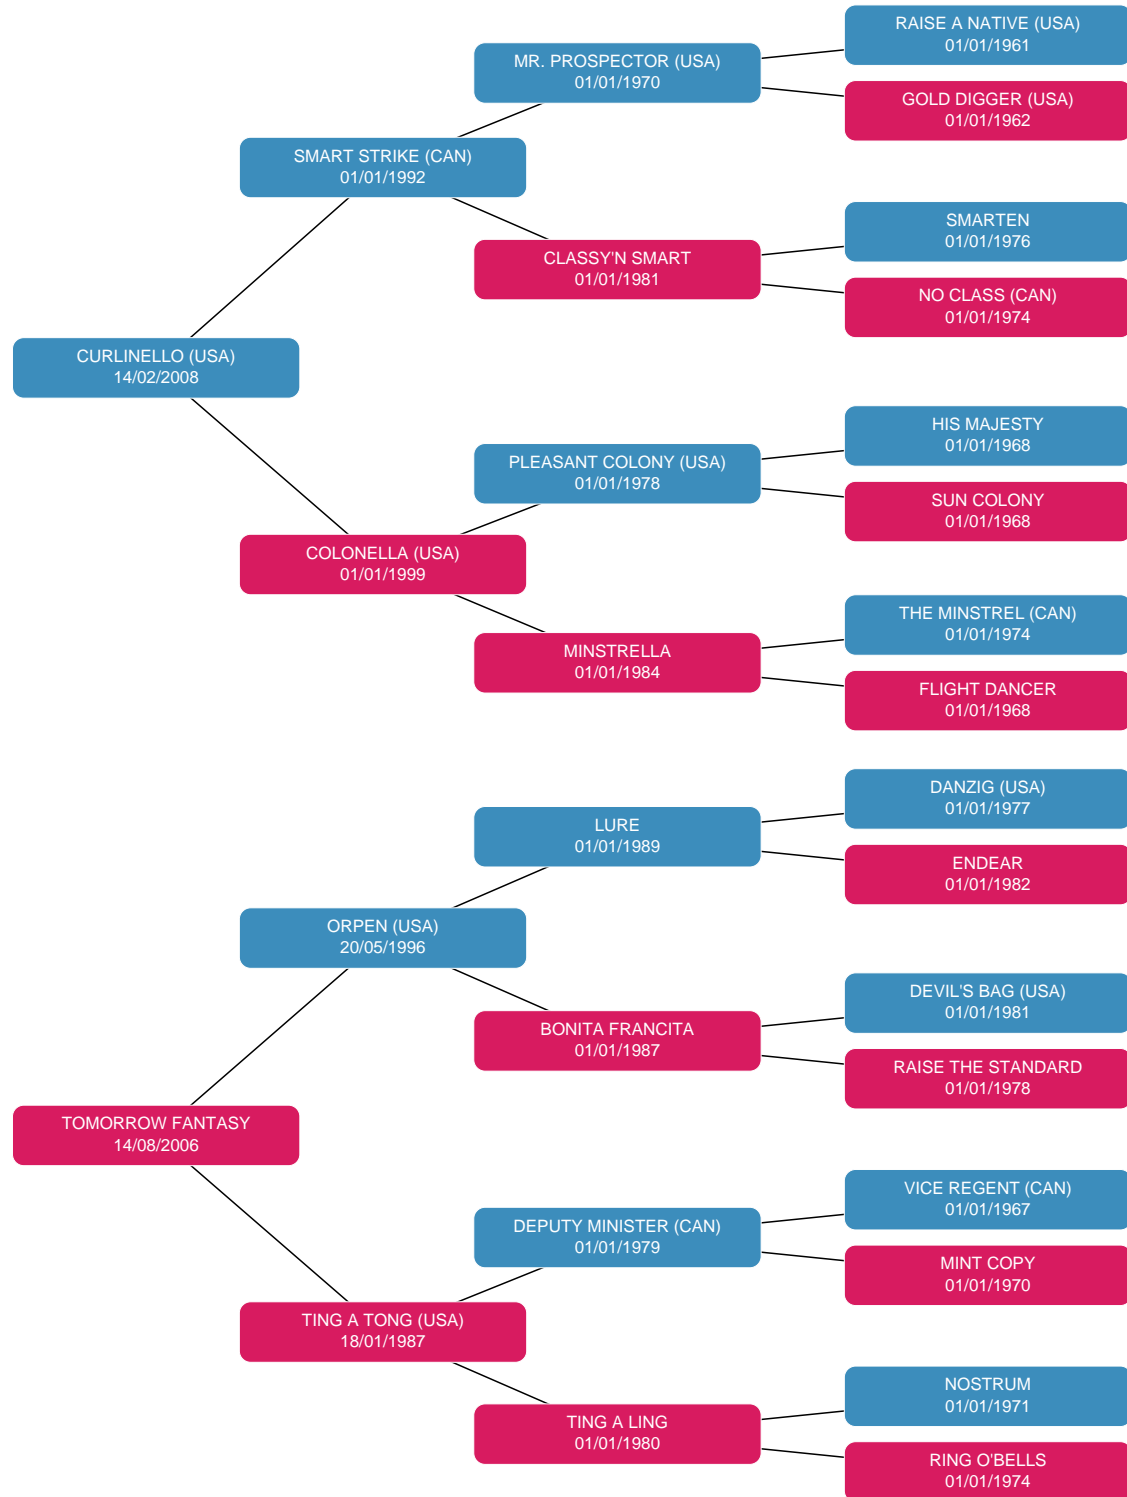 RAISE A NATIVE (USA)
01/01/1961
MR. PROSPECTOR (USA)
01/01/1970
GOLD DIGGER (USA)
01/01/1962
SMART STRIKE (CAN)
01/01/1992
SMARTEN
01/01/1976
CLASSY'N SMART
01/01/1981
NO CLASS (CAN)
01/01/1974
CURLINELLO (USA)
14/02/2008
HIS MAJESTY
01/01/1968
PLEASANT COLONY (USA)
01/01/1978
SUN COLONY
01/01/1968
COLONELLA (USA)
01/01/1999
THE MINSTREL (CAN)
01/01/1974
MINSTRELLA
01/01/1984
FLIGHT DANCER
01/01/1968
DANZIG (USA)
01/01/1977
LURE
01/01/1989
ENDEAR
01/01/1982
ORPEN (USA)
20/05/1996
DEVIL'S BAG (USA)
01/01/1981
BONITA FRANCITA
01/01/1987
RAISE THE STANDARD
01/01/1978
TOMORROW FANTASY
14/08/2006
VICE REGENT (CAN)
01/01/1967
DEPUTY MINISTER (CAN)
01/01/1979
MINT COPY
01/01/1970
TING A TONG (USA)
18/01/1987
NOSTRUM
01/01/1971
TING A LING
01/01/1980
RING O'BELLS
01/01/1974